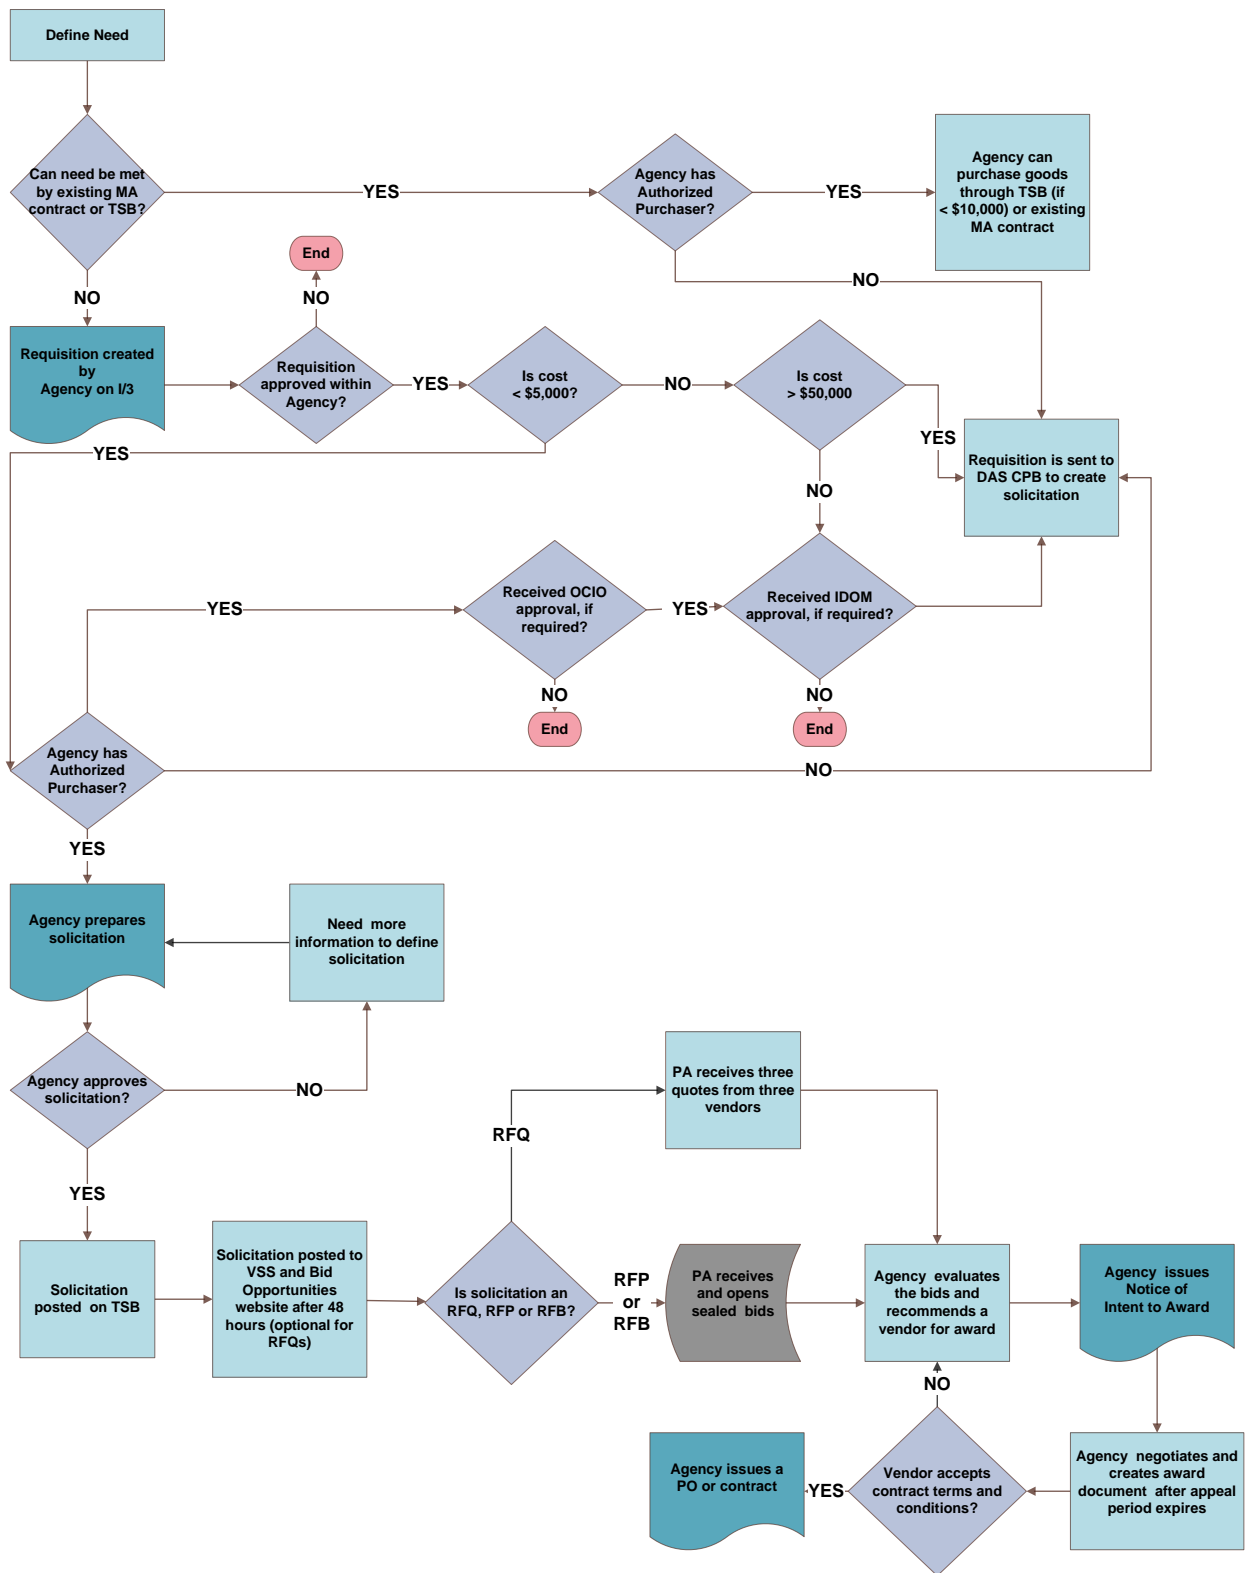 Define Need
Can need be met
by existing MA
contract or TSB?
YES
Agency has
Authorized
Purchaser?
YES
Agency can
purchase goods
through TSB (if
< $10,000) or existing
MA contract
End
NO
NO
NO
Requisition created
by
Agency on I/3
Requisition
approved within
Agency?
YES
Is cost
< $5,000?
NO
Is cost
> $50,000
YES
YES
Requisition is sent to
DAS CPB to create
solicitation
NO
YES
Received OCIO
approval, if
required?
YES
Received IDOM
approval, if required?
NO
NO
End
End
Agency has
Authorized
Purchaser?
NO
YES
Agency prepares
solicitation
Need more
information to define
solicitation
Agency approves
solicitation?
NO
PA receives three
quotes from three
vendors
RFQ
YES
Solicitation
posted on TSB
Solicitation posted to
VSS and Bid
Opportunities
website after 48
hours (optional for
RFQs)
Is solicitation an
RFQ, RFP or RFB?
RFP
or
RFB
PA receives
and opens
sealed bids
Agency evaluates
the bids and
recommends a
vendor for award
Agency issues
Notice of
Intent to Award
NO
Agency issues a
PO or contract
YES
Vendor accepts
contract terms and
conditions?
Agency negotiates and
creates award
document after appeal
period expires